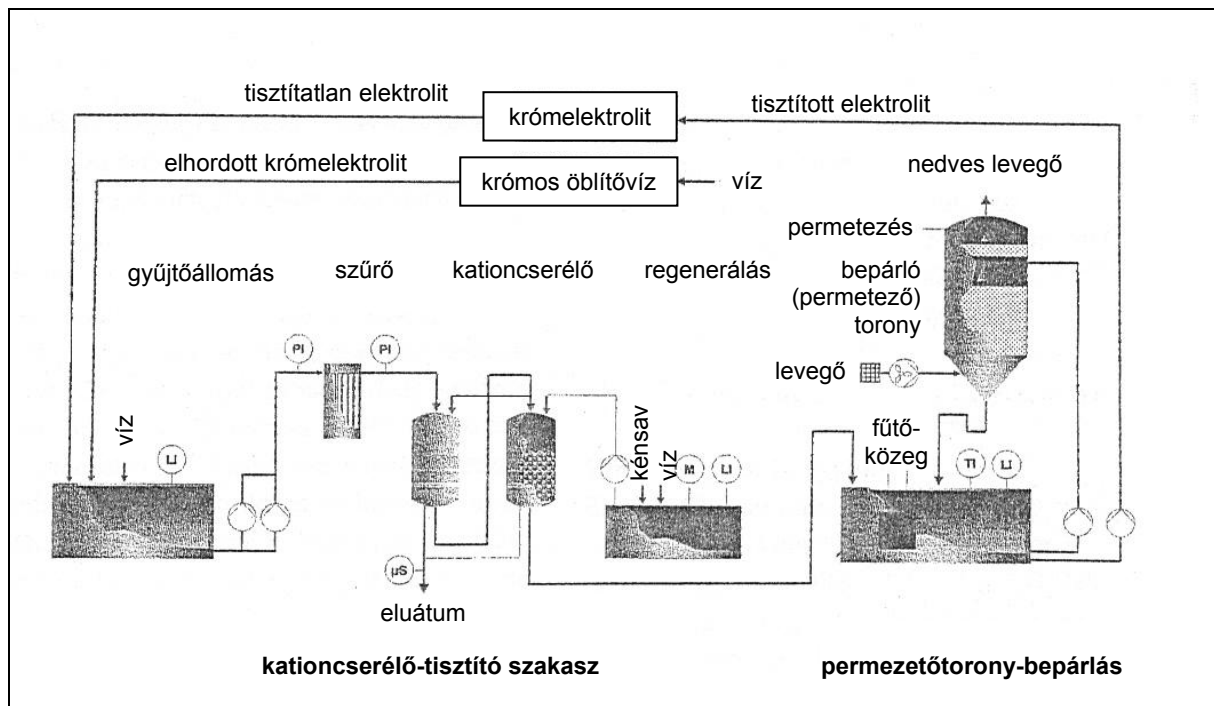 tisztítatlan elektrolit
krómelektrolit
tisztított elektrolit
elhordott krómelektrolit
krómos öblítővíz
víz
nedves levegő
permetezés
gyűjtőállomás
szűrő
kationcserélő
regenerálás
bepárló
(permetező)
torony
PI
PI
levegő
víz
LI
kénsav
víz
M
LI
fűtő-
közeg
TI
LI
µS
eluátum
kationcserélő-tisztító szakasz
permezetőtorony-bepárlás